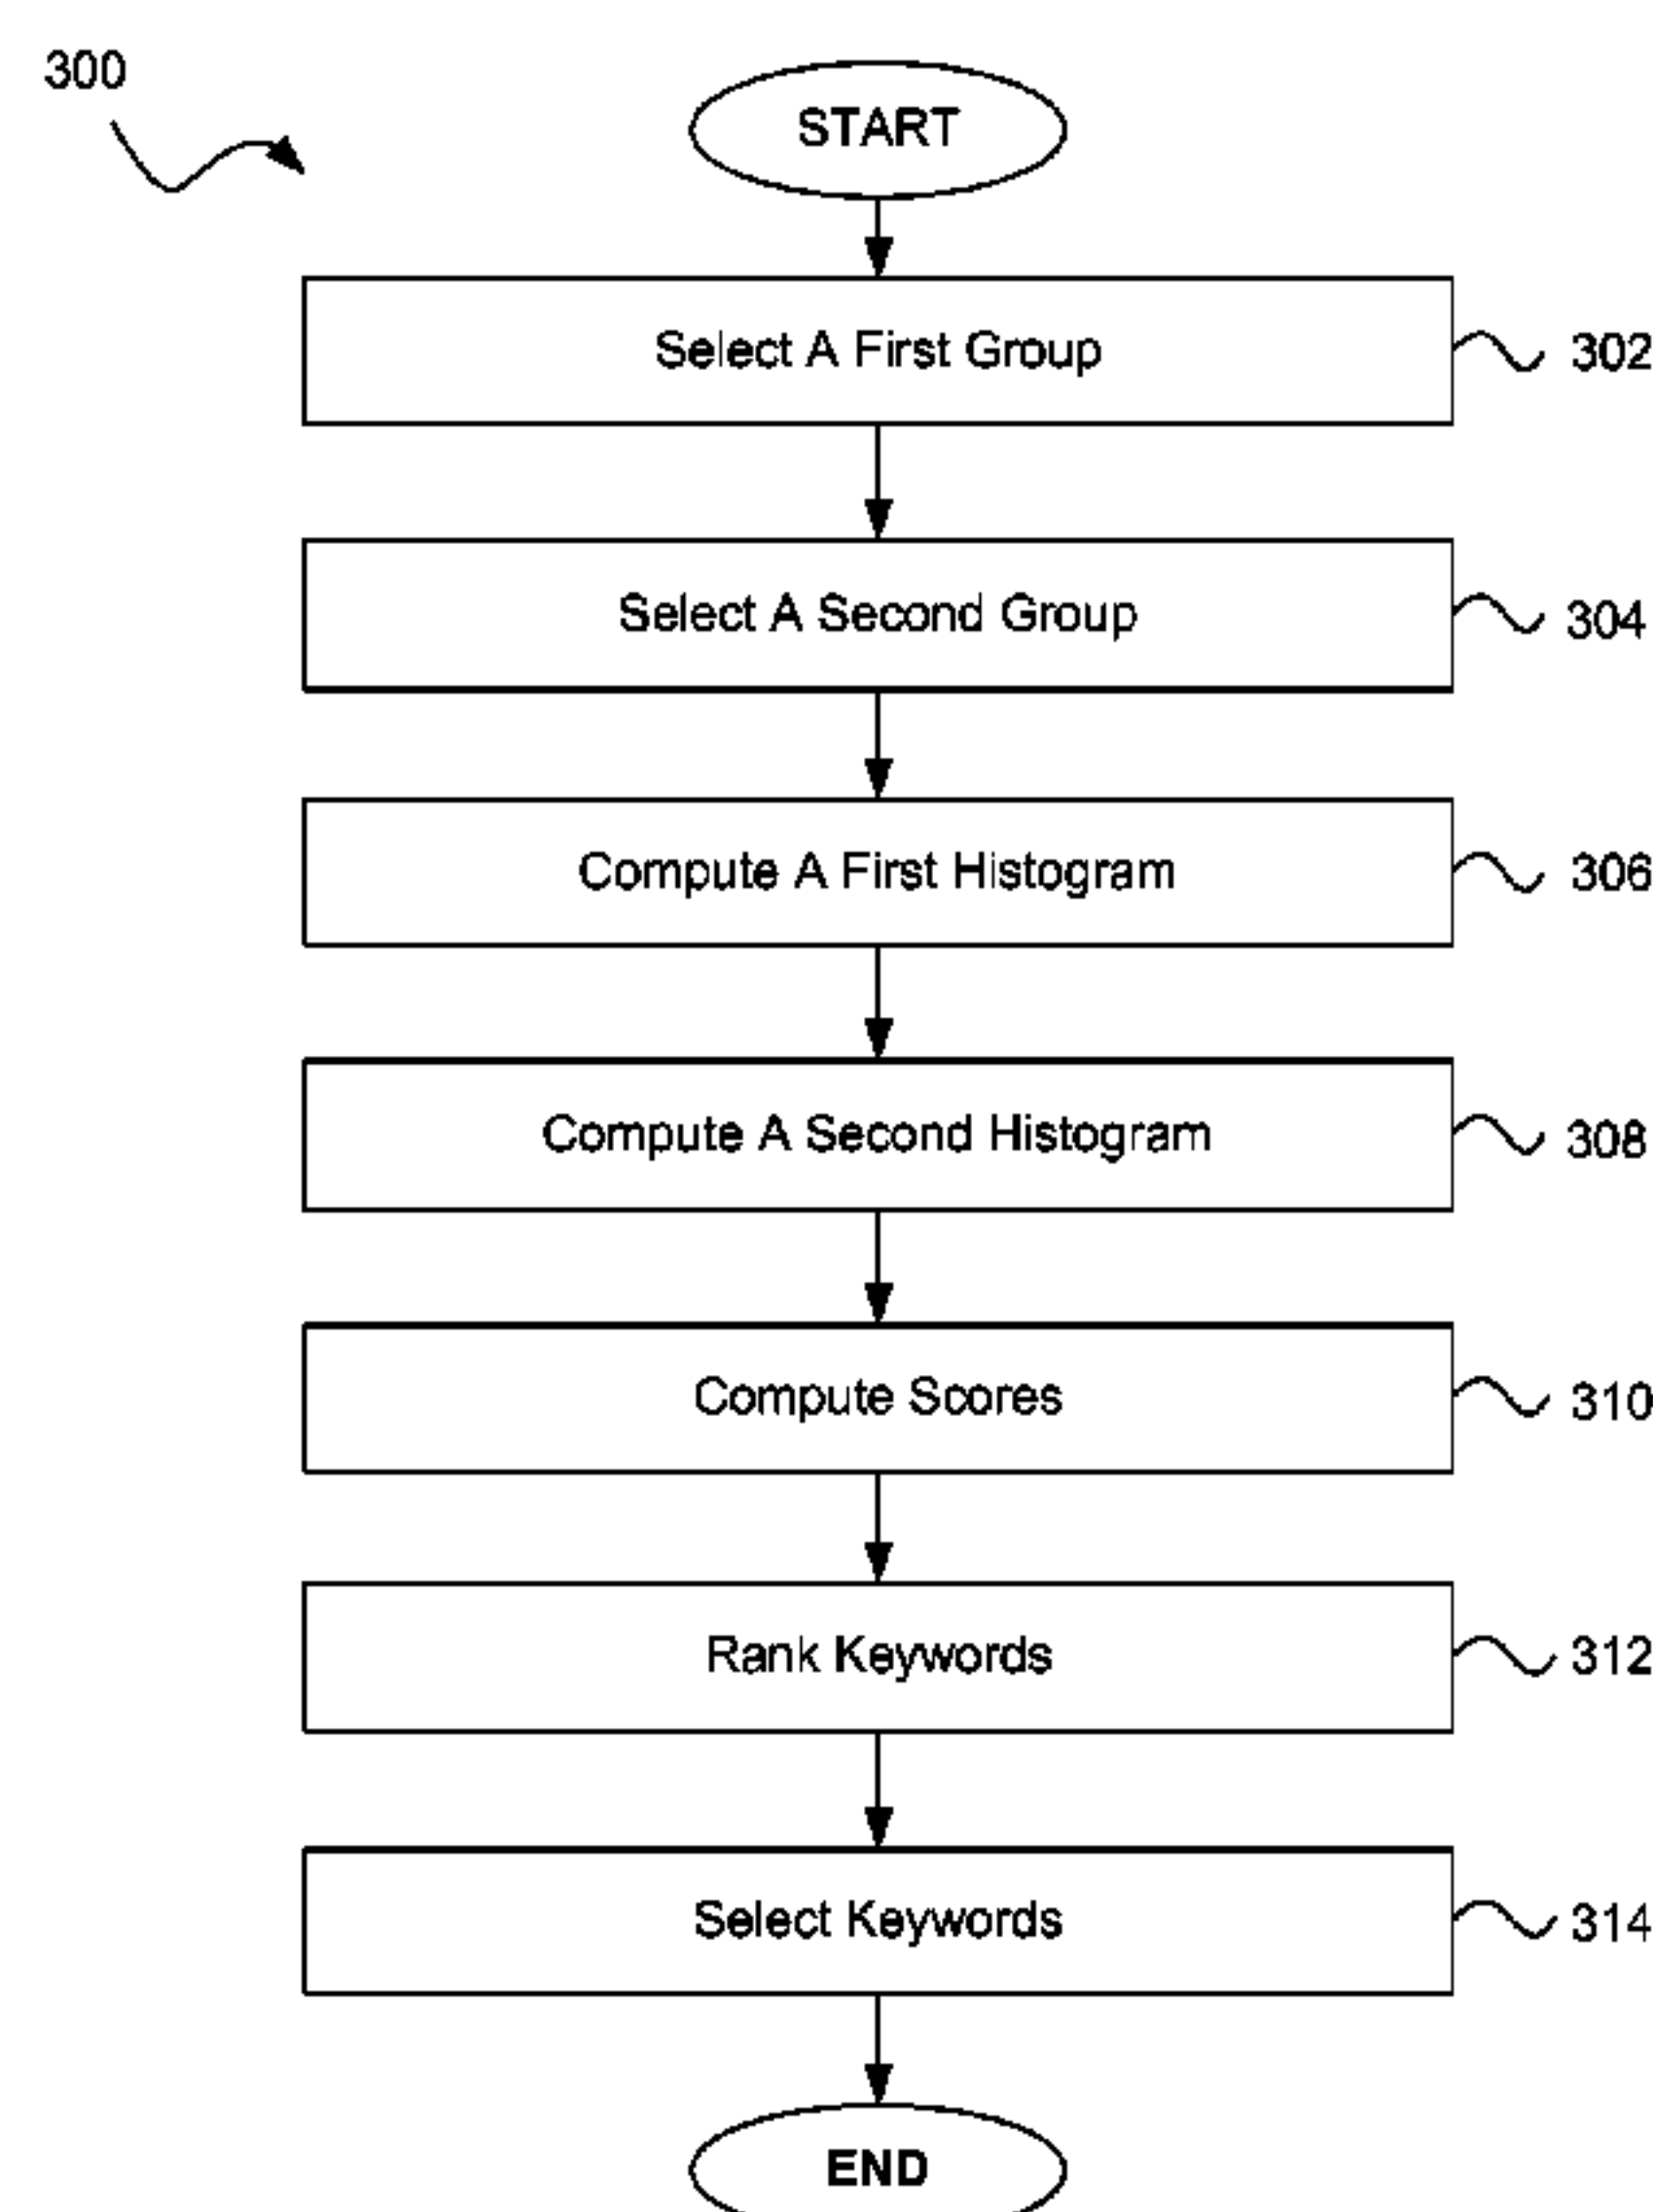 300
START
Select A First Group
302
Select A Second Group
304
Compute A First Histogram
306
Compute A Second Histogram
308
Compute Scores
310
Rank Keywords
312
Select Keywords
314
END